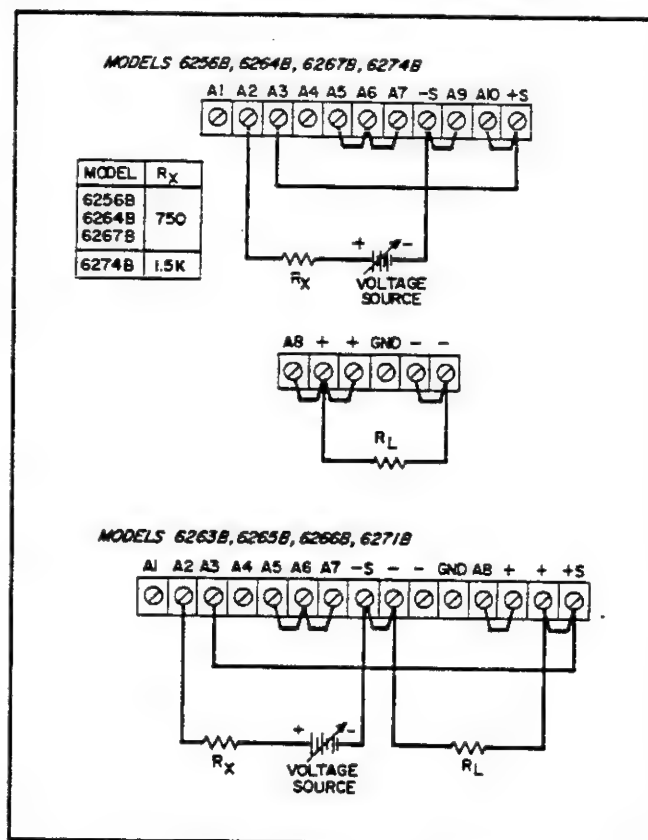 MODELS 6256B, 6264B, 6267B, 6274B
A1 A2 A3 A4 A5 A6 A7 -S A9 A10 +S
MODEL RX
6256B
6264B 750
6267B
6274B 1.5K
+ -
RX VOLTAGE
SOURCE
A8 + + GND - -
RL
MODELS 6263B, 6265B, 6266B, 6271B
A1 A2 A3 A4 A5 A6 A7 -S - - GND A8 + + +S
+ -
RX VOLTAGE
SOURCE
RL